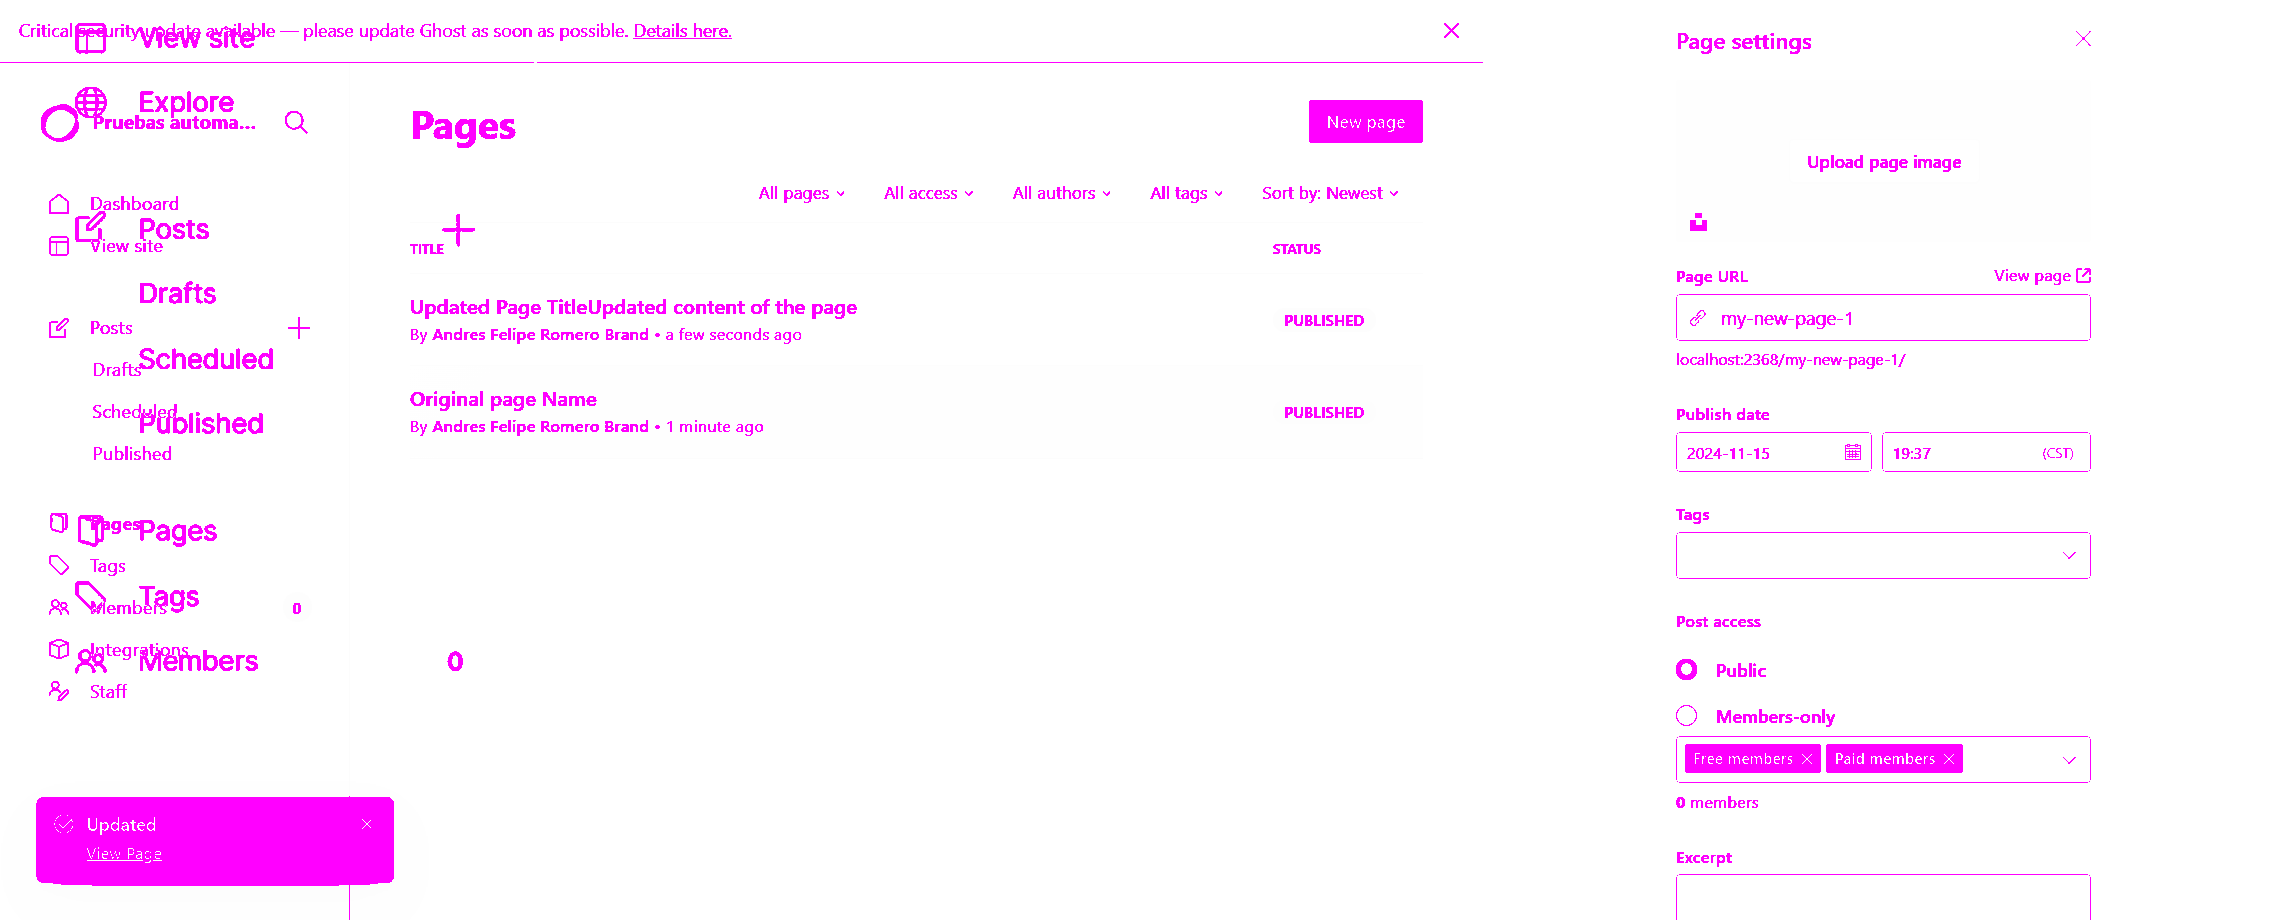 Critical security update available — please update Ghost as soon as possible. Details here.
View site
Explore
Pruebas automa...
Dashboard
Posts
View site
Drafts
Posts
Scheduled
Drafts
Scheduled
Published
Published
Pages
Pages
Tags
Tags
Members 0
Integrations
Members 0
Staff
Updated
View Page
Pages
New page
All pages
All access
All authors
All tags
Sort by: Newest
TITLE
STATUS
Updated Page TitleUpdated content of the page
By Andres Felipe Romero Brand • a few seconds ago
PUBLISHED
Original page Name
By Andres Felipe Romero Brand • 1 minute ago
PUBLISHED
Page settings
Upload page image
Page URL
View page
my-new-page-1
localhost:2368/my-new-page-1/
Publish date
2024-11-15
19:37
(CST)
Tags
Post access
Public
Members-only
Free members
Paid members
0 members
Excerpt